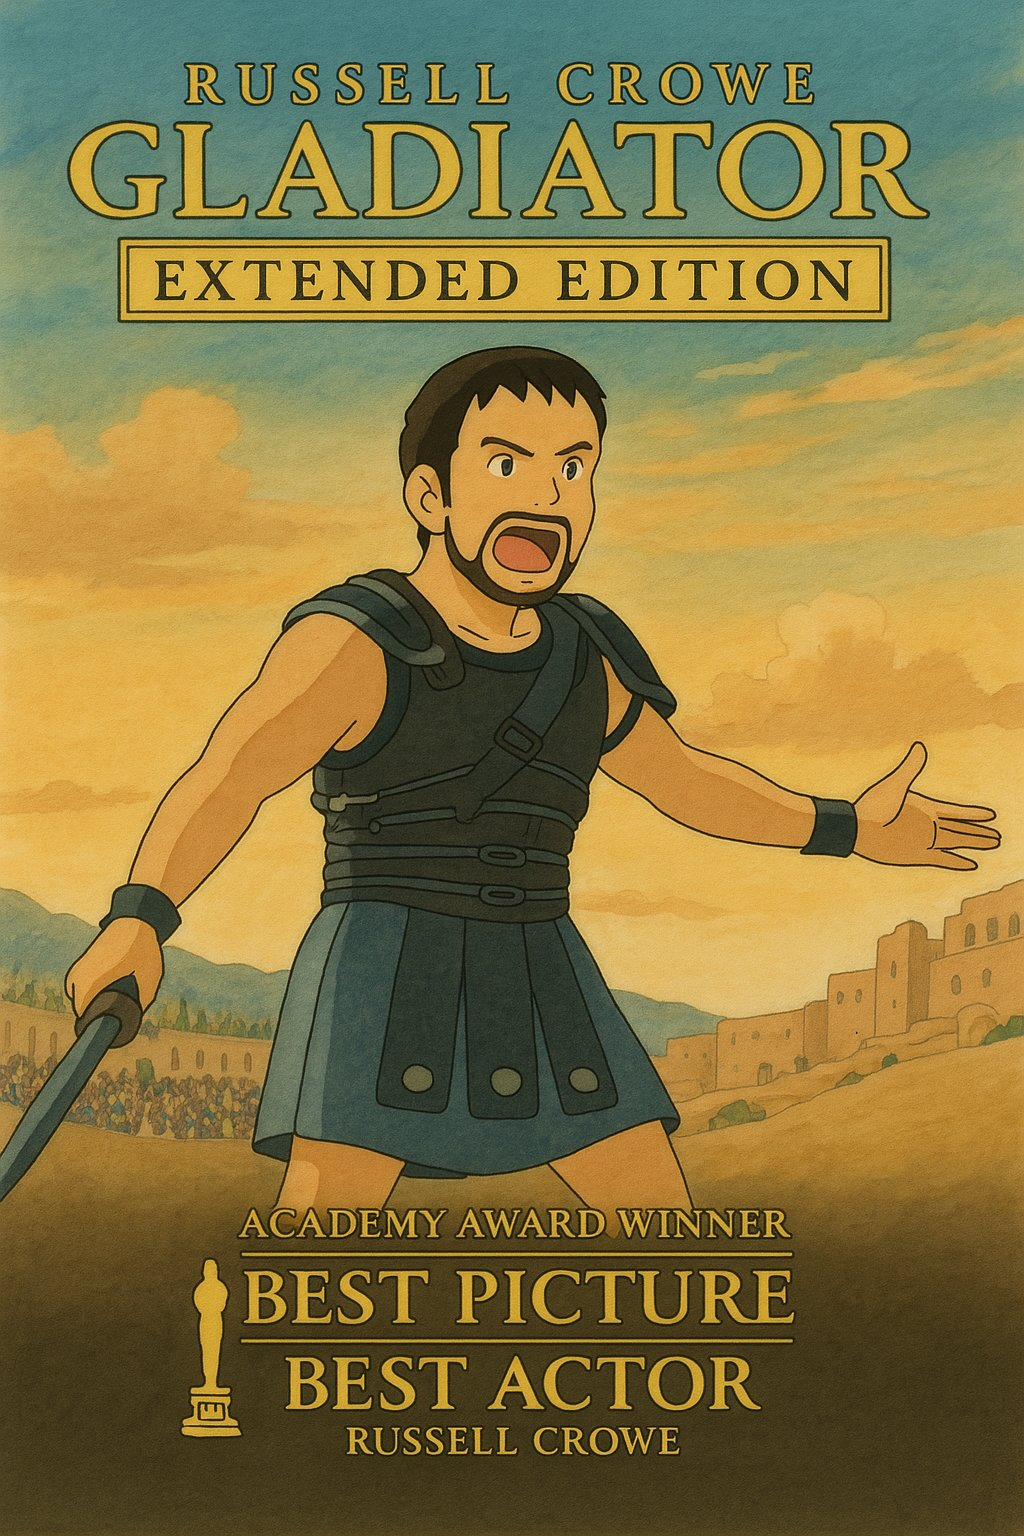 RUSSELL CROWE
GLADIATOR
EXTENDED EDITION
ACADEMY AWARD WINNER
BEST PICTURE
BEST ACTOR
RUSSELL CROWE